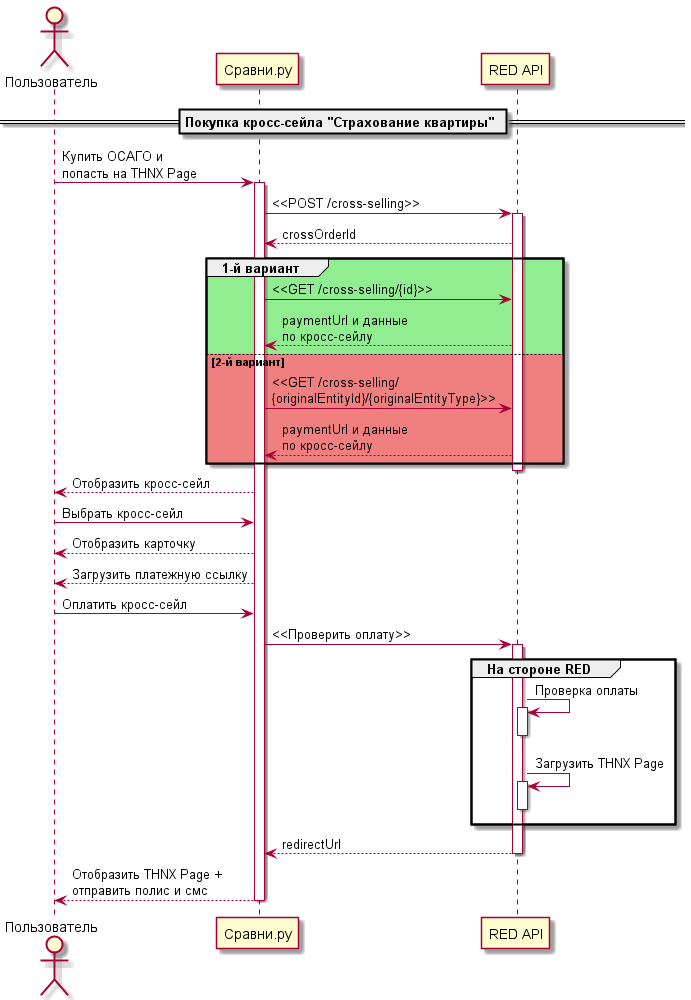 Пользователь
Сравни.ру
RED API
Покупка кросс-сейла "Страхование квартиры"
Купить ОСАГО и
попасть на THNX Page
<<POST /cross-selling>>
crossOrderId
1-й вариант
<<GET /cross-selling/{id}>>
paymentUrl и данные
по кросс-сейлу
[2-й вариант]
<<GET /cross-selling/
{originalEntityId}/{originalEntityType}>>
paymentUrl и данные
по кросс-сейлу
Отобразить кросс-сейл
Выбрать кросс-сейл
Отобразить карточку
Загрузить платежную ссылку
Оплатить кросс-сейл
<<Проверить оплату>>
На стороне RED
Проверка оплаты
Загрузить THNX Page
redirectUrl
Отобразить THNX Page +
отправить полис и смс
Пользователь
Сравни.ру
RED API